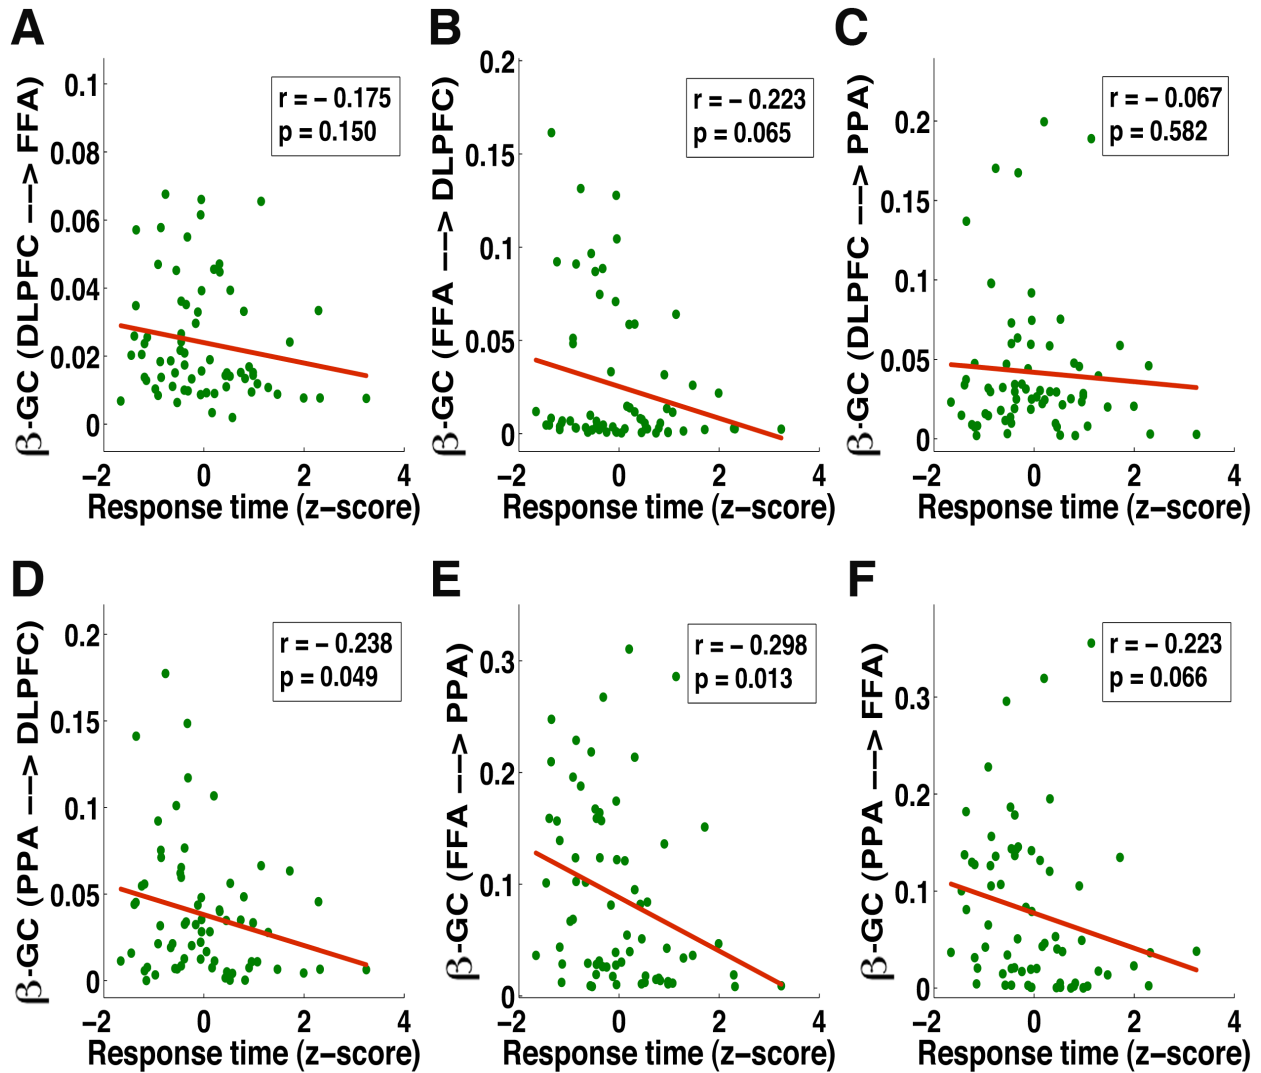 A
β-GC (DLPFC −−> FFA)
0.1
0.08
0.06
0.04
0.02
0
r = − 0.175
p = 0.150
−2 0 2 4
Response time (z−score)
B
β-GC (FFA −−> DLPFC)
0.2
0.15
0.1
0.05
0
r = − 0.223
p = 0.065
−2 0 2 4
Response time (z−score)
C
β-GC (DLPFC −−> PPA)
0.2
0.15
0.1
0.05
0
r = − 0.067
p = 0.582
−2 0 2 4
Response time (z−score)
D
β-GC (PPA −−> DLPFC)
0.2
0.15
0.1
0.05
0
r = − 0.238
p = 0.049
−2 0 2 4
Response time (z−score)
E
β-GC (FFA −−> PPA)
0.3
0.2
0.1
0
r = − 0.298
p = 0.013
−2 0 2 4
Response time (z−score)
F
β-GC (PPA −−> FFA)
0.3
0.2
0.1
0
r = − 0.223
p = 0.066
−2 0 2 4
Response time (z−score)